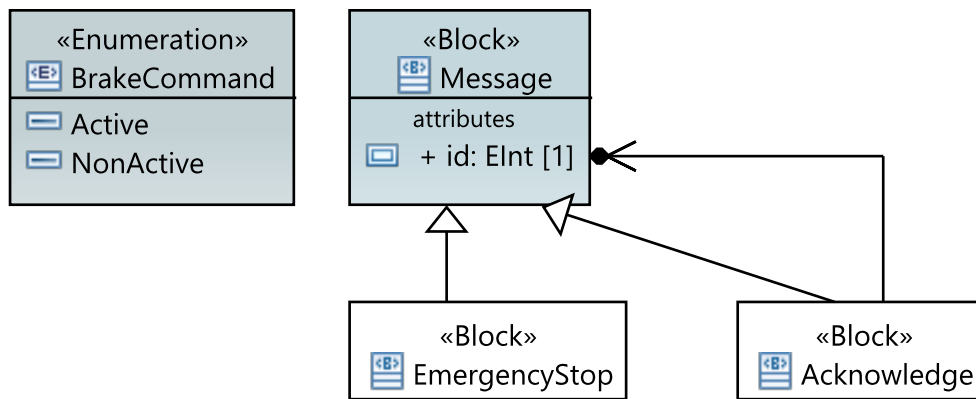 «Enumeration»
<E> BrakeCommand
Active
NonActive
«Block»
<B> Message
attributes
+ id: EInt [1]
«Block»
<B> EmergencyStop
«Block»
<B> Acknowledge